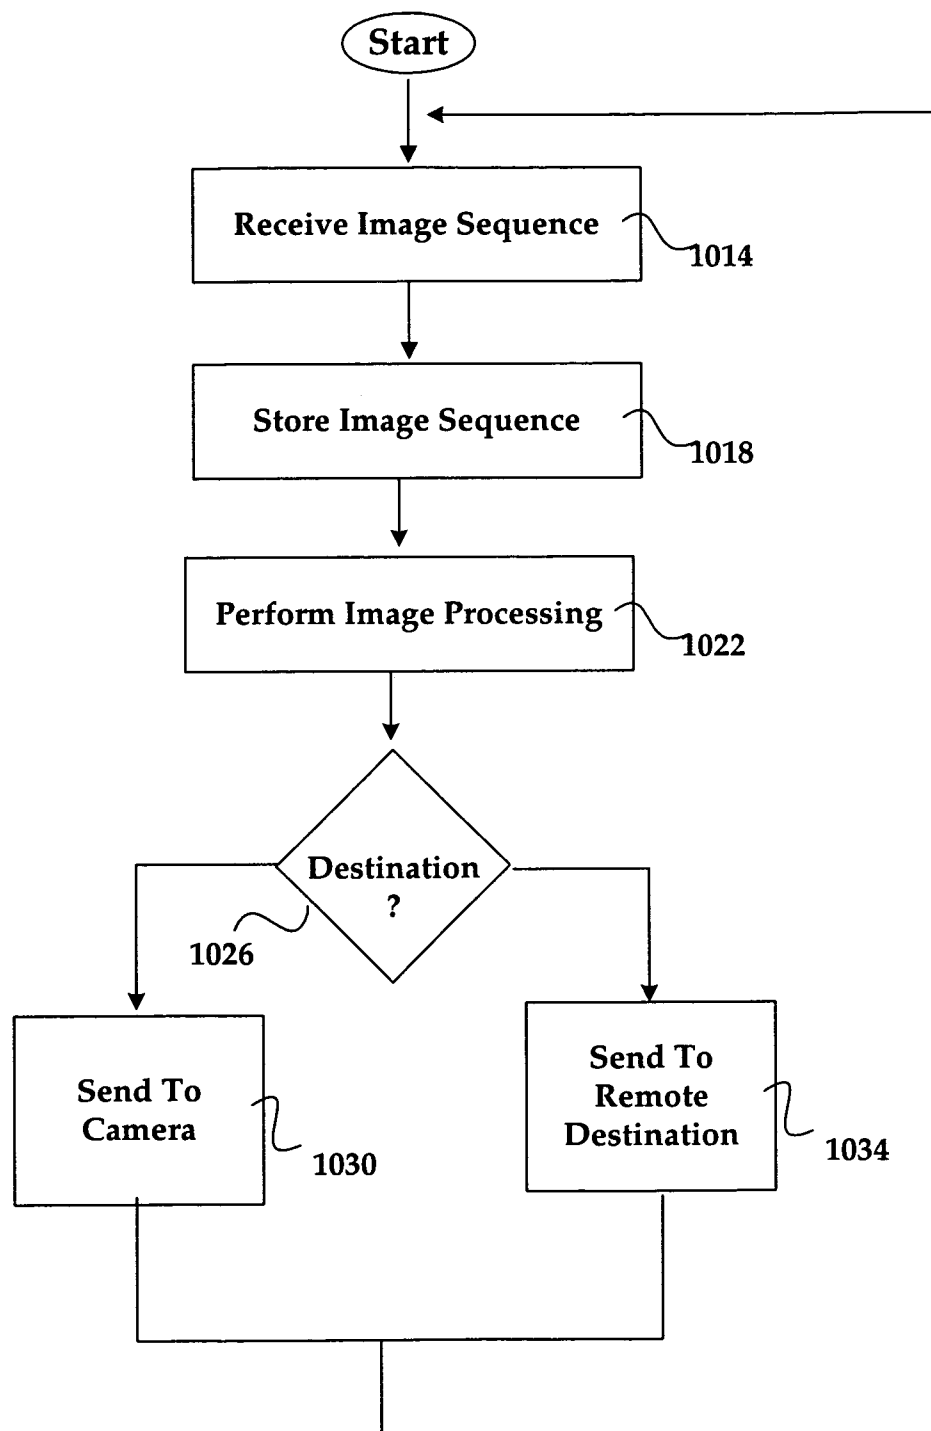 Start
Receive Image Sequence
1014
Store Image Sequence
1018
Perform Image Processing
1022
Destination
?
1026
Send To
Camera
1030
Send To
Remote
Destination
1034